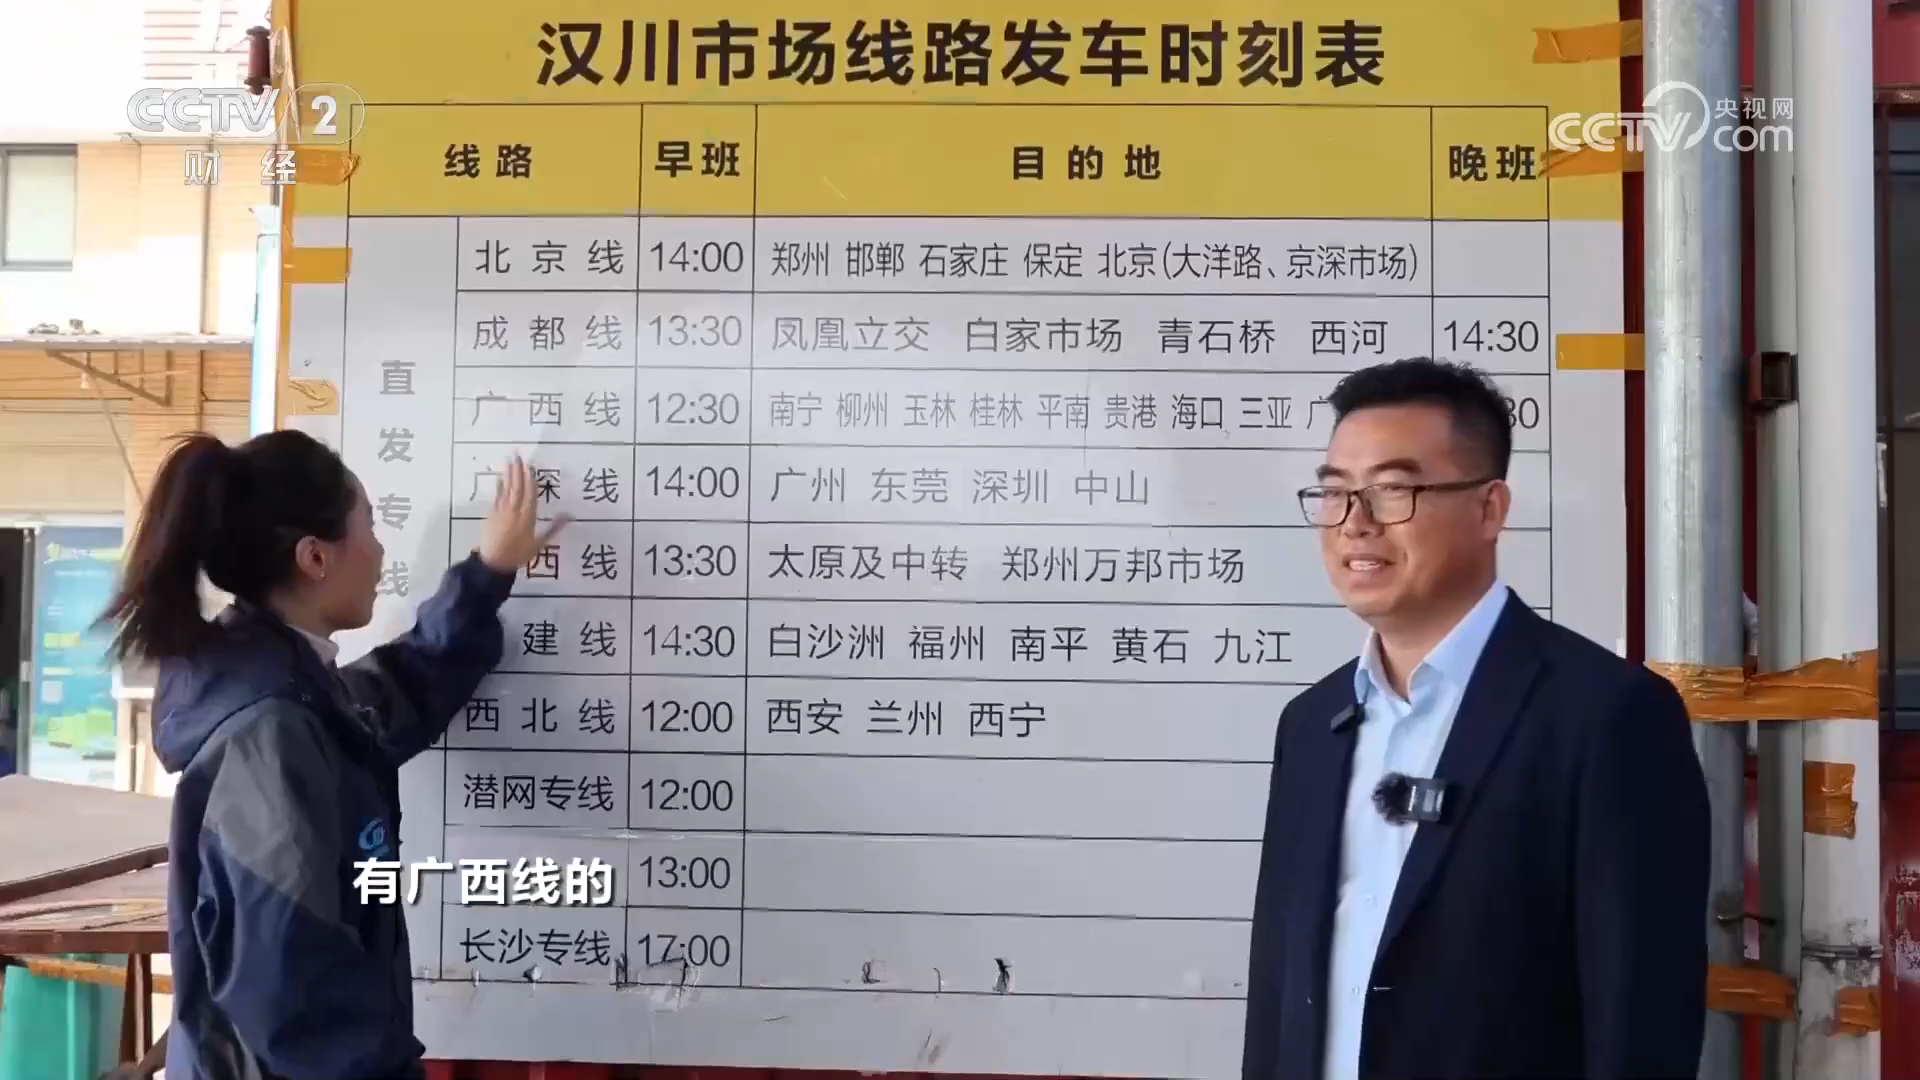 汉川市场线路发车时刻表
CCTV 2
财经
央视网
CCTV.com
线路 早班 目的地 晚班
直发专线
北京线 14:00 郑州 邯郸 石家庄 保定 北京(大洋路、京深市场)
成都线 13:30 凤凰立交 白家市场 青石桥 西河 14:30
广西线 12:30 南宁 柳州 玉林 桂林 平南 贵港 海口 三亚 30
广深线 14:00 广州 东莞 深圳 中山
西线 13:30 太原及中转 郑州万邦市场
建线 14:30 白沙洲 福州 南平 黄石 九江
西北线 12:00 西安 兰州 西宁
潜网专线 12:00
13:00
有广西线的
长沙专线 17:00